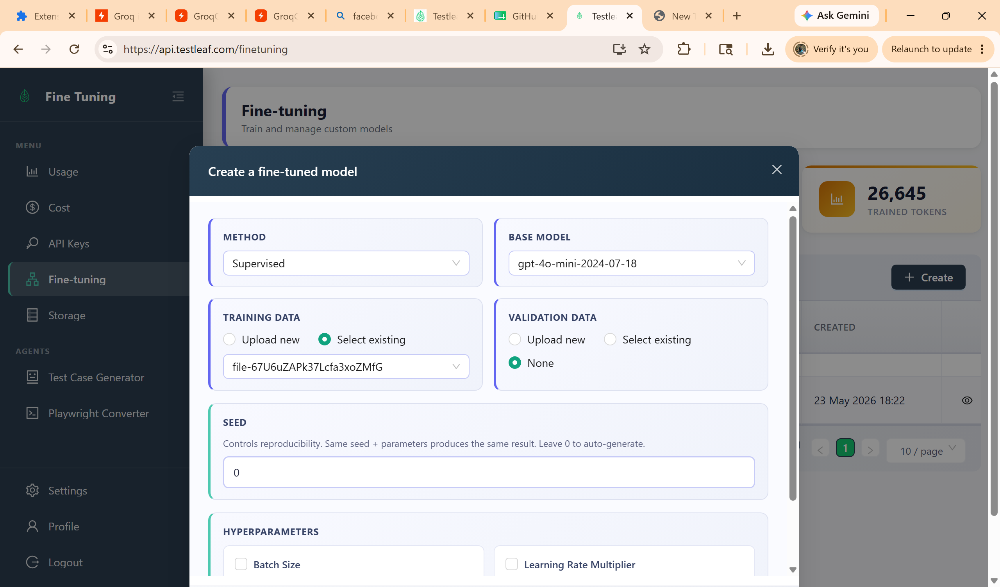 Extens
Groq
GroqC
GroqC
facebo
Testle
GitHu
Testlea
New T
Ask Gemini
https://api.testleaf.com/finetuning
Verify it's you
Relaunch to update
Fine Tuning
MENU
Usage
Cost
API Keys
Fine-tuning
Storage
AGENTS
Test Case Generator
Playwright Converter
Settings
Profile
Logout
Fine-tuning
Train and manage custom models
26,645
TRAINED TOKENS
Create
CREATED
23 May 2026 18:22
1
10 / page
Create a fine-tuned model
METHOD
Supervised
BASE MODEL
gpt-4o-mini-2024-07-18
TRAINING DATA
Upload new
Select existing
file-67U6uZAPk37Lcfa3xoZMfG
VALIDATION DATA
Upload new
Select existing
None
SEED
Controls reproducibility. Same seed + parameters produces the same result. Leave 0 to auto-generate.
0
HYPERPARAMETERS
Batch Size
Learning Rate Multiplier